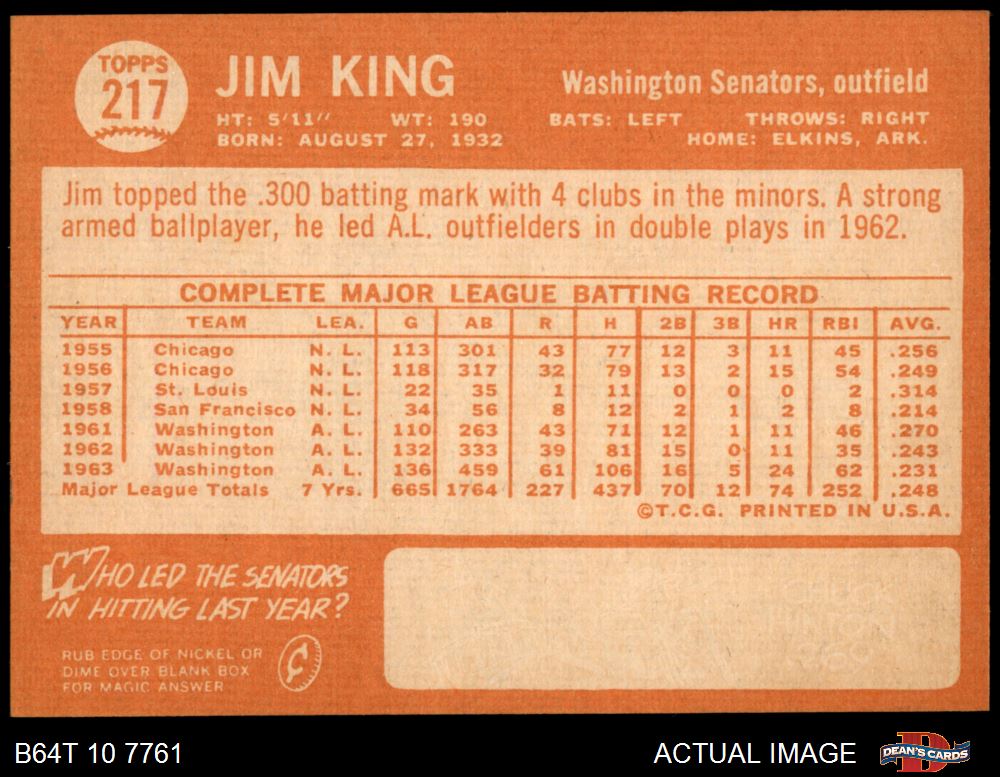 TOPPS
217
JIM KING
Washington Senators, outfield
HT: 5'11" WT: 190 BATS: LEFT THROWS: RIGHT
BORN: AUGUST 27, 1932 HOME: ELKINS, ARK.
Jim topped the .300 batting mark with 4 clubs in the minors. A strong
armed ballplayer, he led A.L. outfielders in double plays in 1962.
COMPLETE MAJOR LEAGUE BATTING RECORD
YEAR TEAM LEA. G AB R H 2B 3B HR RBI AVG.
1955 Chicago N. L. 113 301 43 77 12 3 11 45 .256
1956 Chicago N. L. 118 317 32 79 13 2 15 54 .249
1957 St. Louis N. L. 22 35 1 11 0 0 0 2 .314
1958 San Francisco N. L. 34 56 8 12 2 1 2 8 .214
1961 Washington A. L. 110 263 43 71 12 1 11 46 .270
1962 Washington A. L. 132 333 39 81 15 0 11 35 .243
1963 Washington A. L. 136 459 61 106 16 5 24 62 .231
Major League Totals 7 Yrs. 665 1764 227 437 70 12 74 252 .248
©T.C.G. PRINTED IN U.S.A.
WHO LED THE SENATORS
IN HITTING LAST YEAR?
RUB EDGE OF NICKEL OR
DIME OVER BLANK BOX
FOR MAGIC ANSWER
¢
CHUCK
HINTON
B64T 10 7761
ACTUAL IMAGE
DEAN'S CARDS